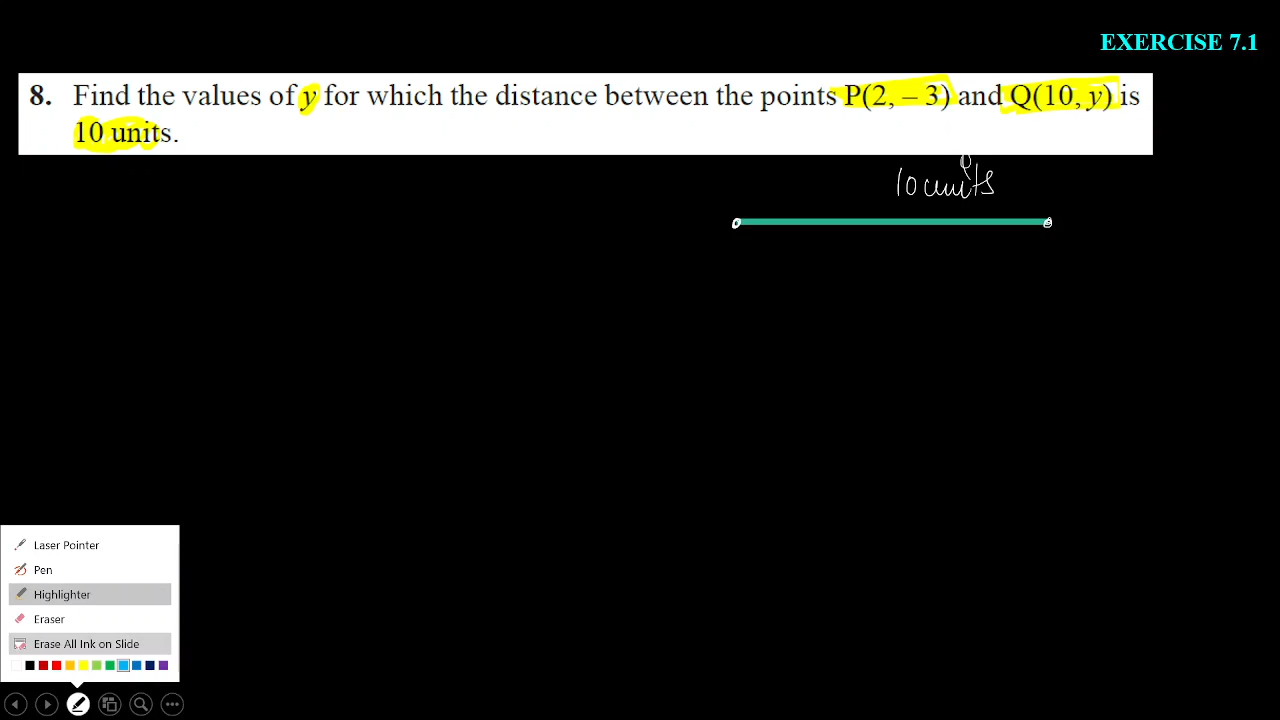 EXERCISE 7.1
8. Find the values of y for which the distance between the points P(2, – 3) and Q(10, y) is
10 units.
10 units
Laser Pointer
Pen
Highlighter
Eraser
Erase All Ink on Slide